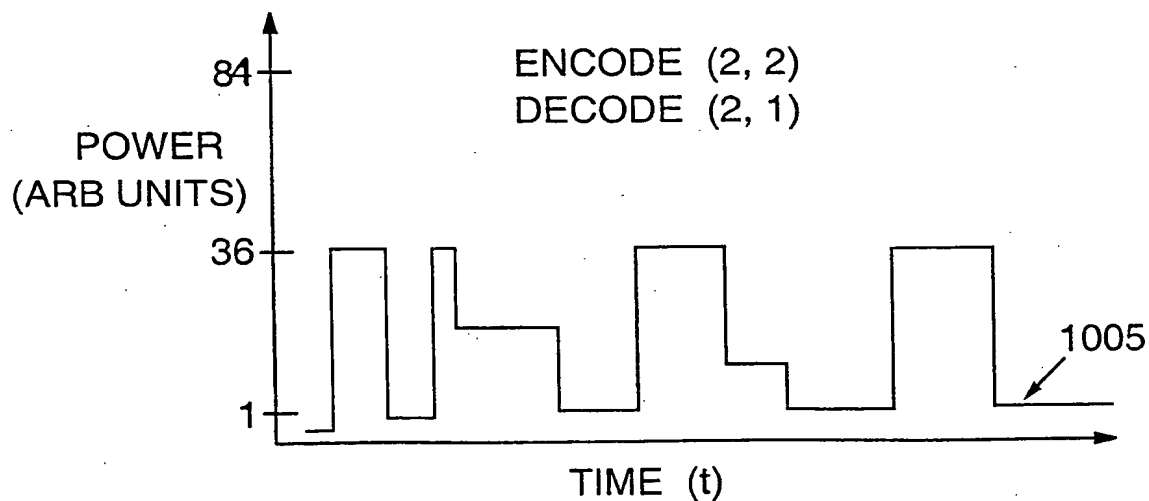 ENCODE (2, 2)
DECODE (2, 1)
84
POWER
(ARB UNITS)
36
1005
1
TIME (t)